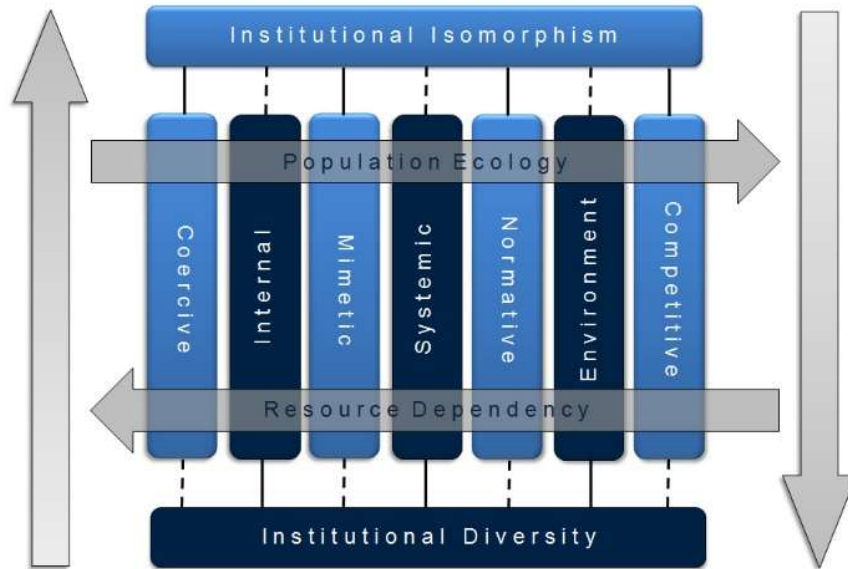 Institutional Isomorphism
Population Ecology
Coercive
Internal
Mimetic
Systemic
Normative
Environment
Competitive
Resource Dependency
Institutional Diversity